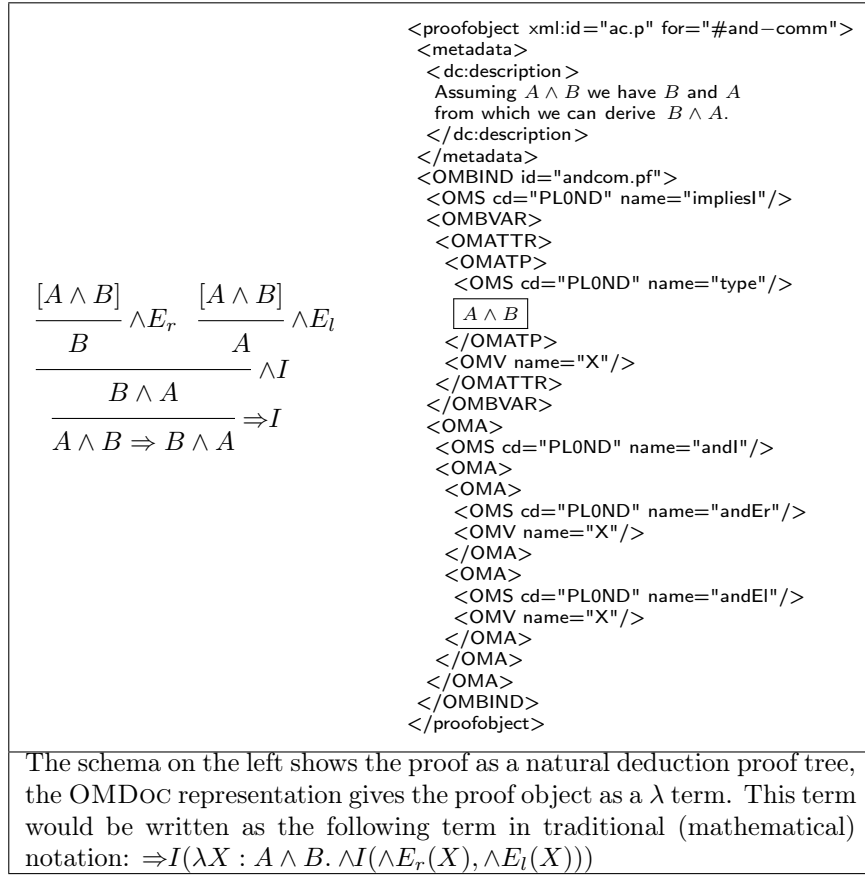 [A ∧ B]
B
∧E_r
[A ∧ B]
A
∧E_l
B ∧ A
∧I
A ∧ B ⇒ B ∧ A
⇒I
<proofobject xml:id="ac.p" for="#and−comm">
<metadata>
<dc:description>
Assuming A ∧ B we have B and A
from which we can derive B ∧ A.
</dc:description>
</metadata>
<OMBIND id="andcom.pf">
<OMS cd="PL0ND" name="impliesI"/>
<OMBVAR>
<OMATTR>
<OMATP>
<OMS cd="PL0ND" name="type"/>
A ∧ B
</OMATP>
<OMV name="X"/>
</OMATTR>
</OMBVAR>
<OMA>
<OMS cd="PL0ND" name="andI"/>
<OMA>
<OMA>
<OMS cd="PL0ND" name="andEr"/>
<OMV name="X"/>
</OMA>
<OMA>
<OMS cd="PL0ND" name="andEl"/>
<OMV name="X"/>
</OMA>
</OMA>
</OMA>
</OMBIND>
</proofobject>
The schema on the left shows the proof as a natural deduction proof tree,
the OMDoc representation gives the proof object as a λ term. This term
would be written as the following term in traditional (mathematical)
notation: ⇒I(λX : A ∧ B. ∧I(∧E_r(X), ∧E_l(X)))